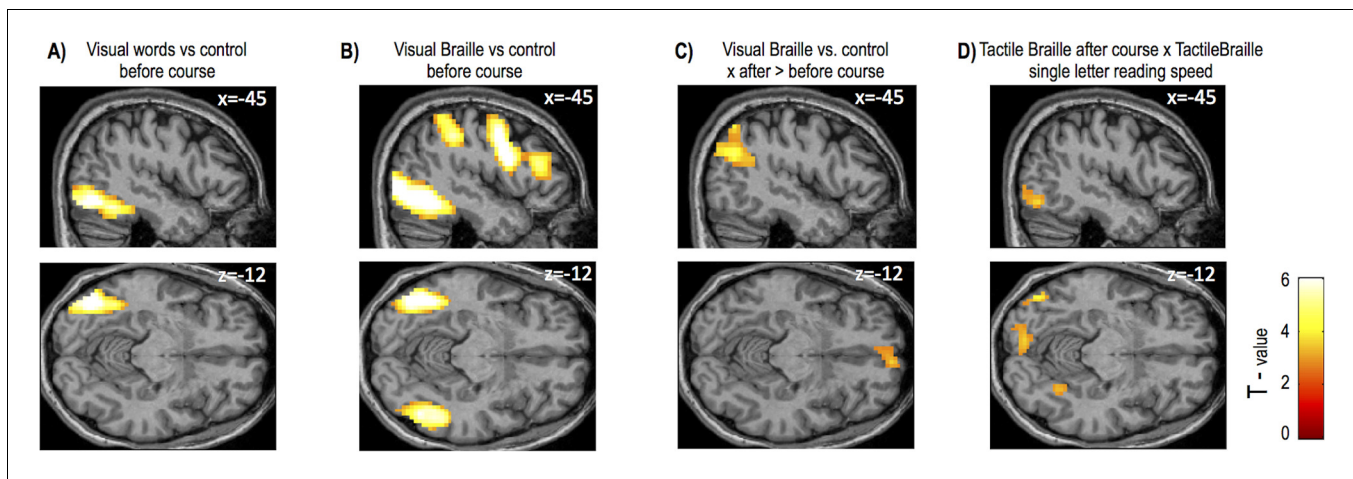 A) Visual words vs control
before course
B) Visual Braille vs control
before course
C) Visual Braille vs. control
x after > before course
D) Tactile Braille after course x TactileBraille
single letter reading speed
x=-45
x=-45
x=-45
x=-45
z=-12
z=-12
z=-12
z=-12
6
4
2
0
T - value